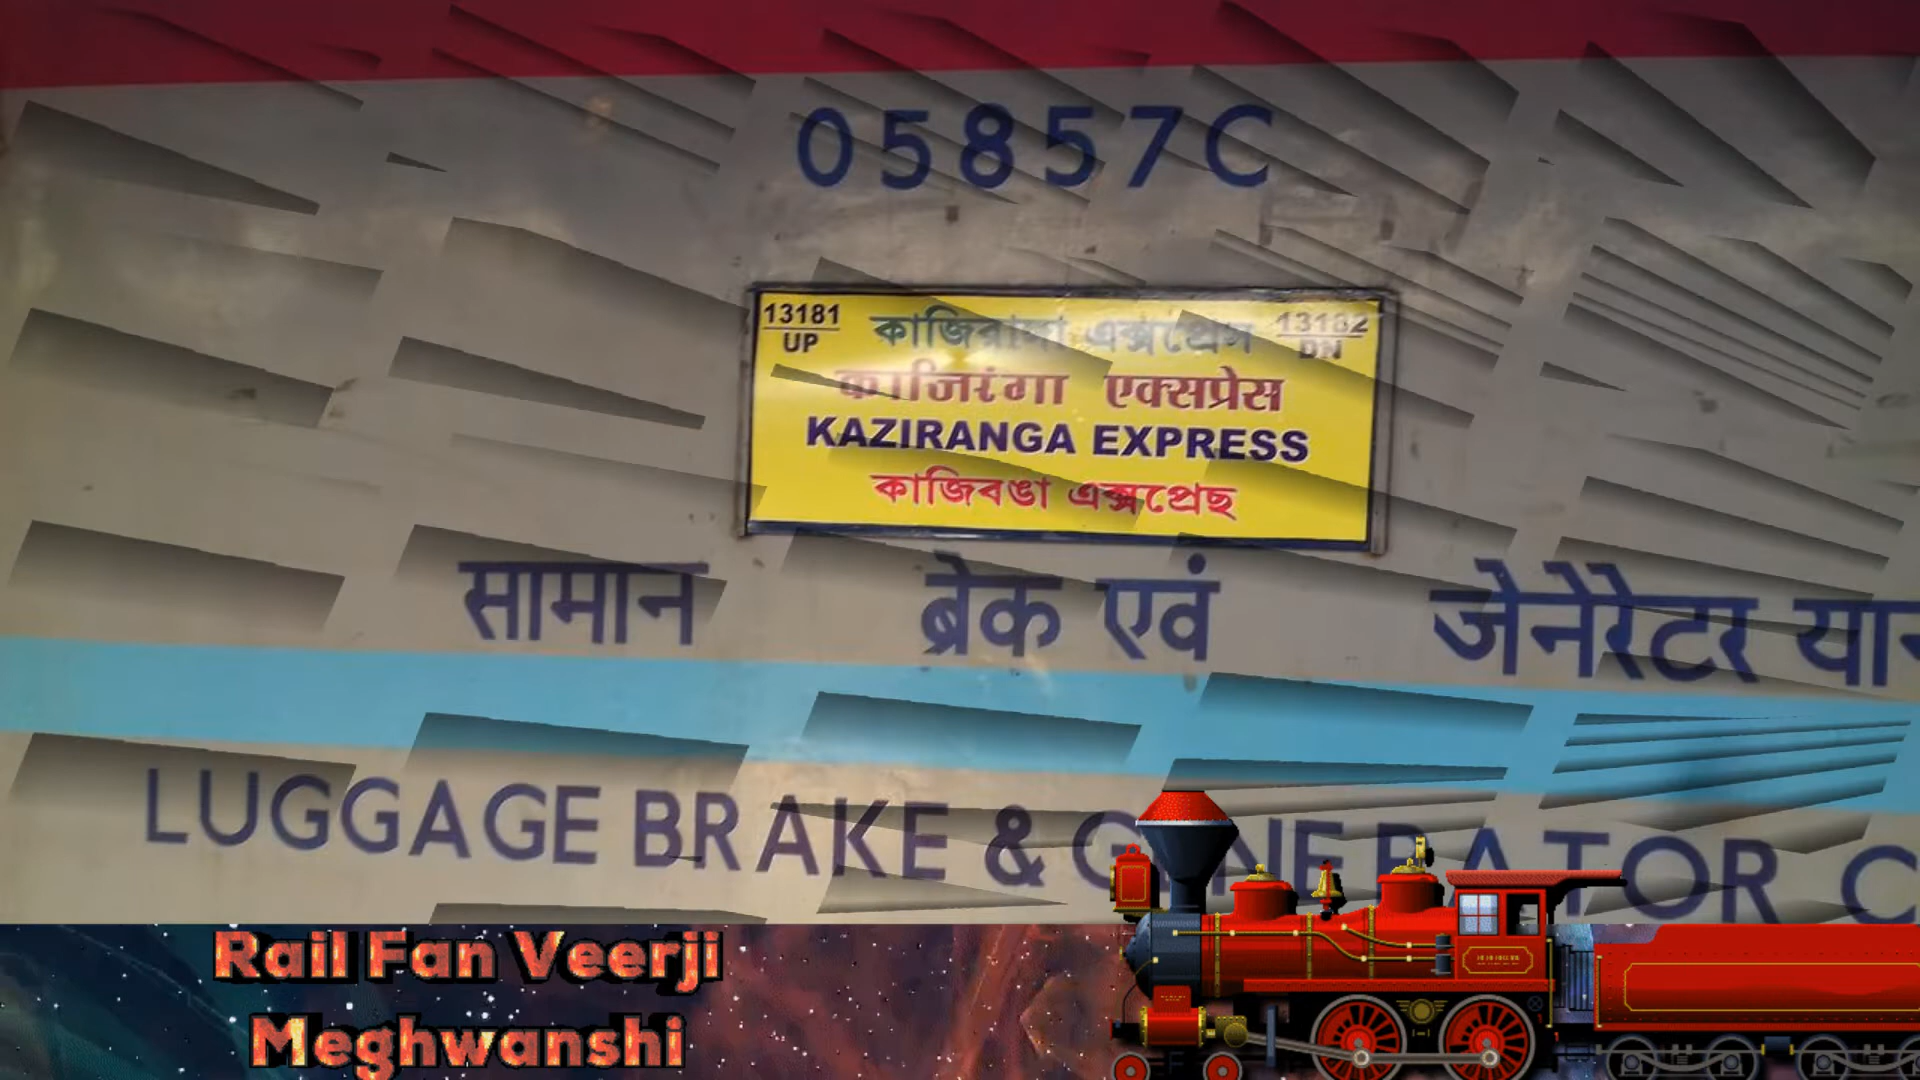 05857C
13181
UP
কাজিরাঙ্গা এক্সপ্রেস
13182
DN
काजिरंगा एक्सप्रेस
KAZIRANGA EXPRESS
কাজিৰঙা এক্সপ্ৰেছ
सामान ब्रेक एवं जेनेरेटर यान
LUGGAGE BRAKE & GENERATOR C
Rail Fan Veerji
Meghwanshi